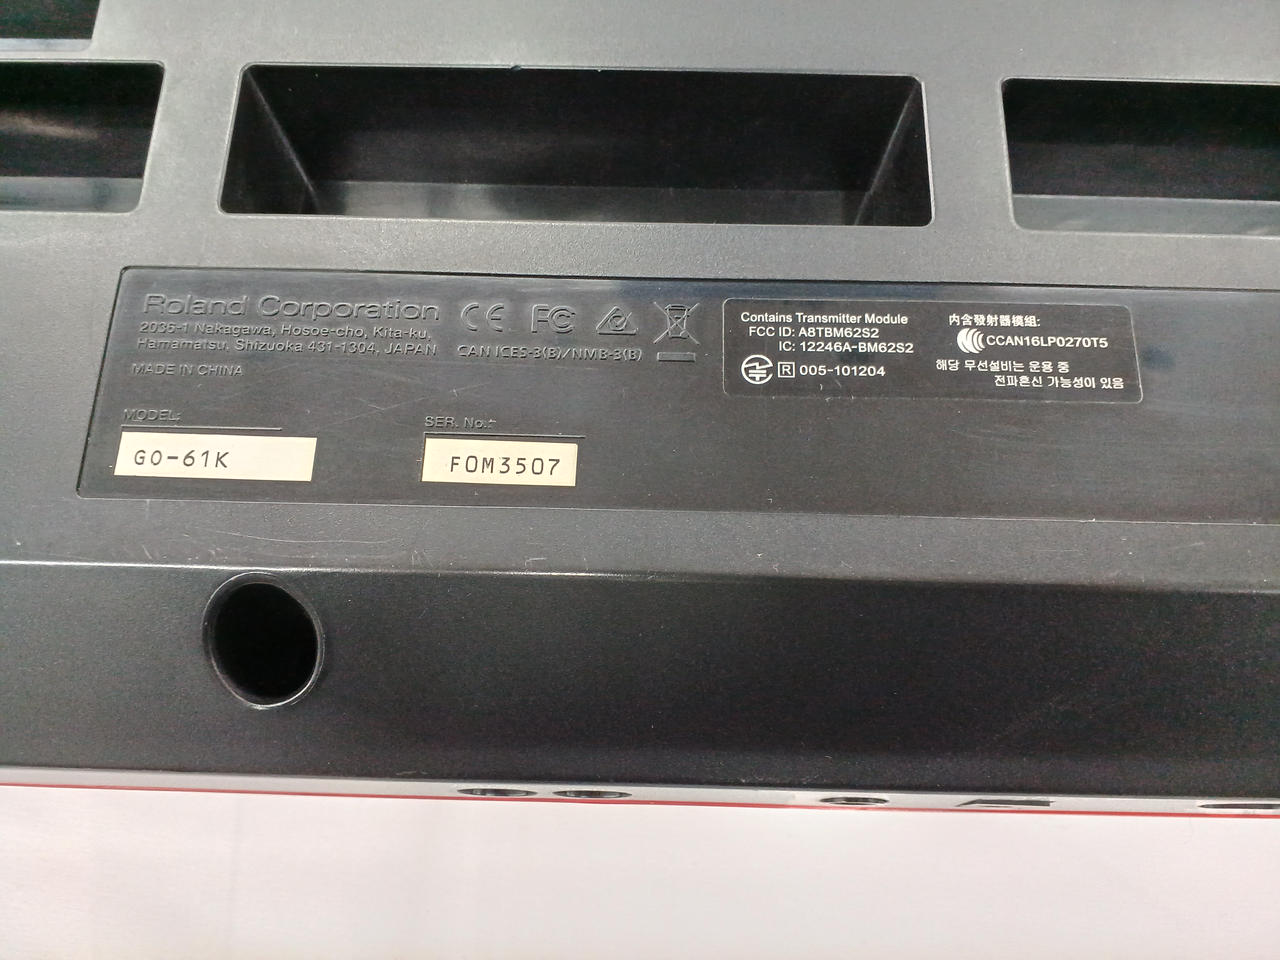 Roland Corporation
2036-1 Nakagawa, Hosoe-cho, Kita-ku,
Hamamatsu, Shizuoka 431-1304, JAPAN
MADE IN CHINA
CE FC
CAN ICES-3(B)/NMB-3(B)
MODEL:
GO-61K
SER. No.:
F0M3507
Contains Transmitter Module
FCC ID: A8TBM62S2
IC: 12246A-BM62S2
R 005-101204
內含發射器模組:
CCAN16LP0270T5
해당 무선설비는 운용 중
전파혼신 가능성이 있음